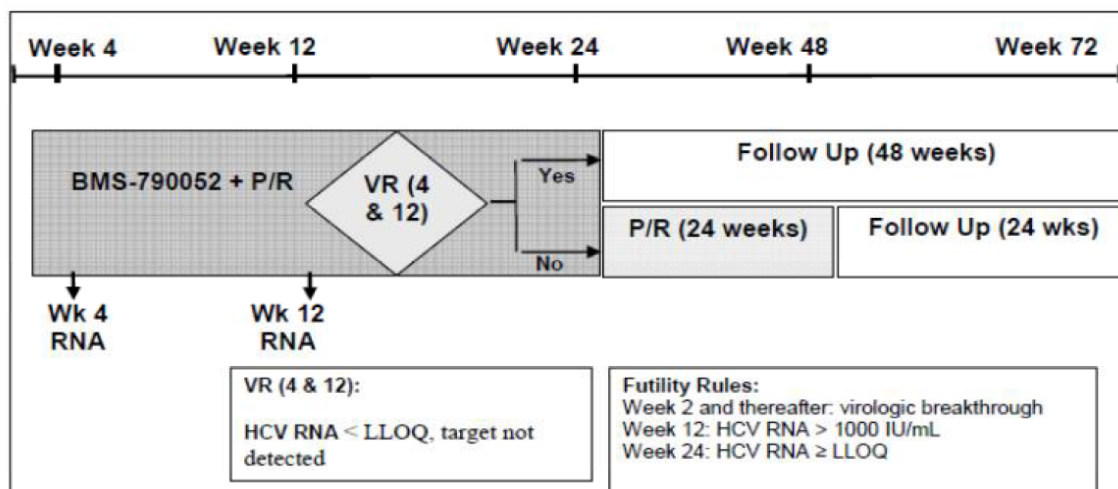 Week 4
Week 12
Week 24
Week 48
Week 72
BMS-790052 + P/R
VR (4
& 12)
Yes
No
Follow Up (48 weeks)
P/R (24 weeks)
Follow Up (24 wks)
Wk 4
RNA
Wk 12
RNA
VR (4 & 12):
HCV RNA < LLOQ, target not
detected
Futility Rules:
Week 2 and thereafter: virologic breakthrough
Week 12: HCV RNA > 1000 IU/mL
Week 24: HCV RNA ≥ LLOQ